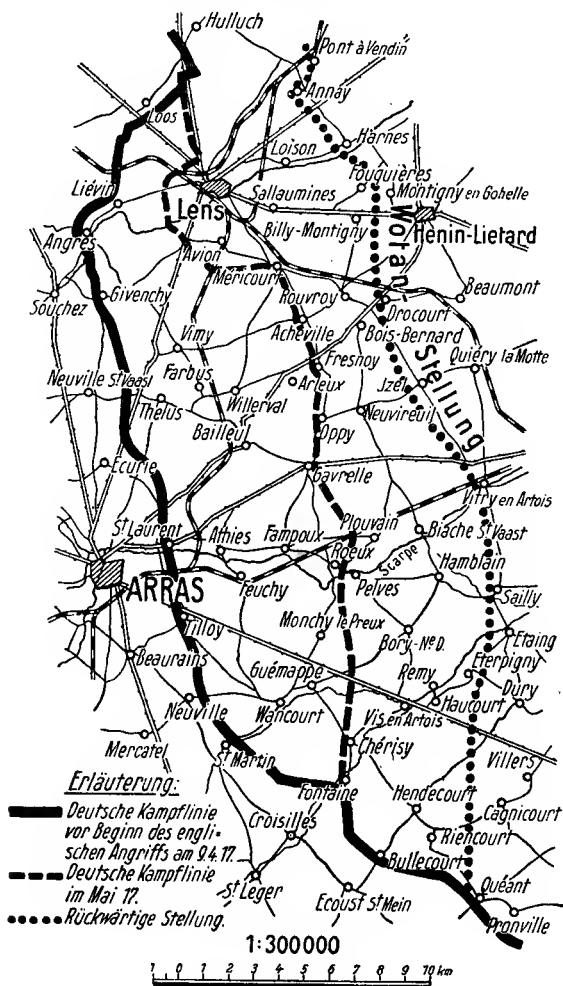 Hulluch
Pont à Vendin
Annay
Loos
Harnes
Loison
Fouquières
Liévin
Sallaumines
Montigny en Gohelle
Lens
Henin-Lietard
Billy-Montigny
Wotan-Stellung
Angres
Avion
Méricourt
Beaumont
Souchez
Givenchy
Rouvroy
Drocourt
Acheville
Bois-Bernard
Vimy
Fresnoy
Quiéry la Motte
Farbus
Arleux
Jzel
Neuville St Vaast
Willerval
Neuvireuil
Thelus
Oppy
Bailleul
Ecurie
Gavrelle
Vitry en Artois
St Laurent
Athies
Fampoux
Plouvain
Biache St Vaast
Roeux
Scarpe
ARRAS
Feuchy
Pelves
Hamblain
Sailly
Tilloy
Monchy le Preux
Bory-Ne D.
Etaing
Beaurains
Guémappe
Remy
Eterpigny
Neuville
Wancourt
Vis en Artois
Haucourt
Dury
Mercatel
St Martin
Chérisy
Villers
Fontaine
Hendecourt
Cagnicourt
Croisilles
Riencourt
Bullecourt
St Léger
Ecoust St Mein
Quéant
Pronville
Erläuterung:
Deutsche Kampflinie
vor Beginn des engli-
schen Angriffs am 9.4.17.
Deutsche Kampflinie
im Mai 17.
Rückwärtige Stellung.
1:300000
1 0 1 2 3 4 5 6 7 8 9 10 km